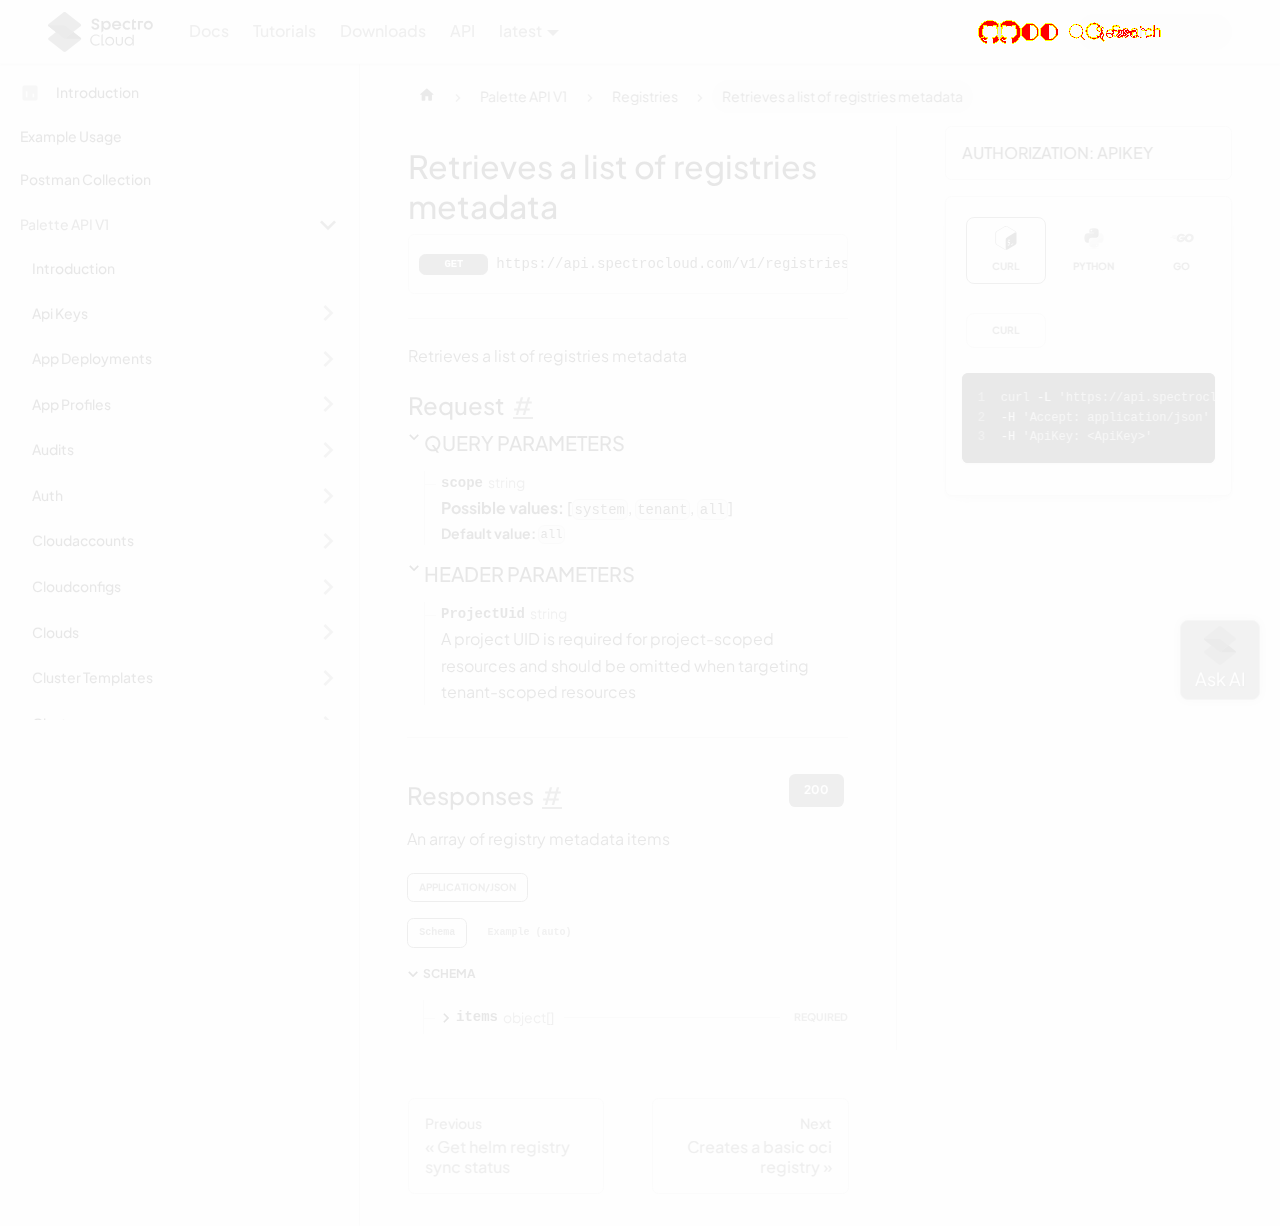 Spectro
Cloud
Docs
Tutorials
Downloads
API
latest
Introduction
Example Usage
Postman Collection
Palette API V1
Introduction
Api Keys
App Deployments
App Profiles
Audits
Auth
Cloudaccounts
Cloudconfigs
Clouds
Cluster Templates
Palette API V1
Registries
Retrieves a list of registries metadata
Retrieves a list of registries
metadata
GET https://api.spectrocloud.com/v1/registries
Retrieves a list of registries metadata
Request #
QUERY PARAMETERS
scope string
Possible values: [system, tenant, all]
Default value: all
HEADER PARAMETERS
ProjectUid string
A project UID is required for project-scoped
resources and should be omitted when targeting
tenant-scoped resources
Responses #
200
An array of registry metadata items
APPLICATION/JSON
Schema
Example (auto)
SCHEMA
items object[]
REQUIRED
Previous
« Get helm registry
sync status
Next
Creates a basic oci
registry »
AUTHORIZATION: APIKEY
CURL
PYTHON
GO
GO
CURL
1 curl -L 'https://api.spectrocl
2 -H 'Accept: application/json'
3 -H 'ApiKey: <ApiKey>'
Ask AI